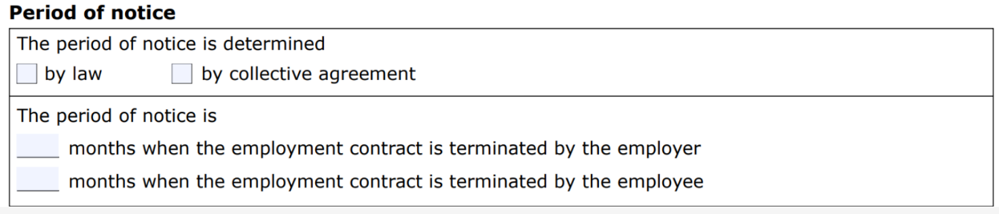 Period of notice
The period of notice is determined
by law by collective agreement
The period of notice is
months when the employment contract is terminated by the employer
months when the employment contract is terminated by the employee